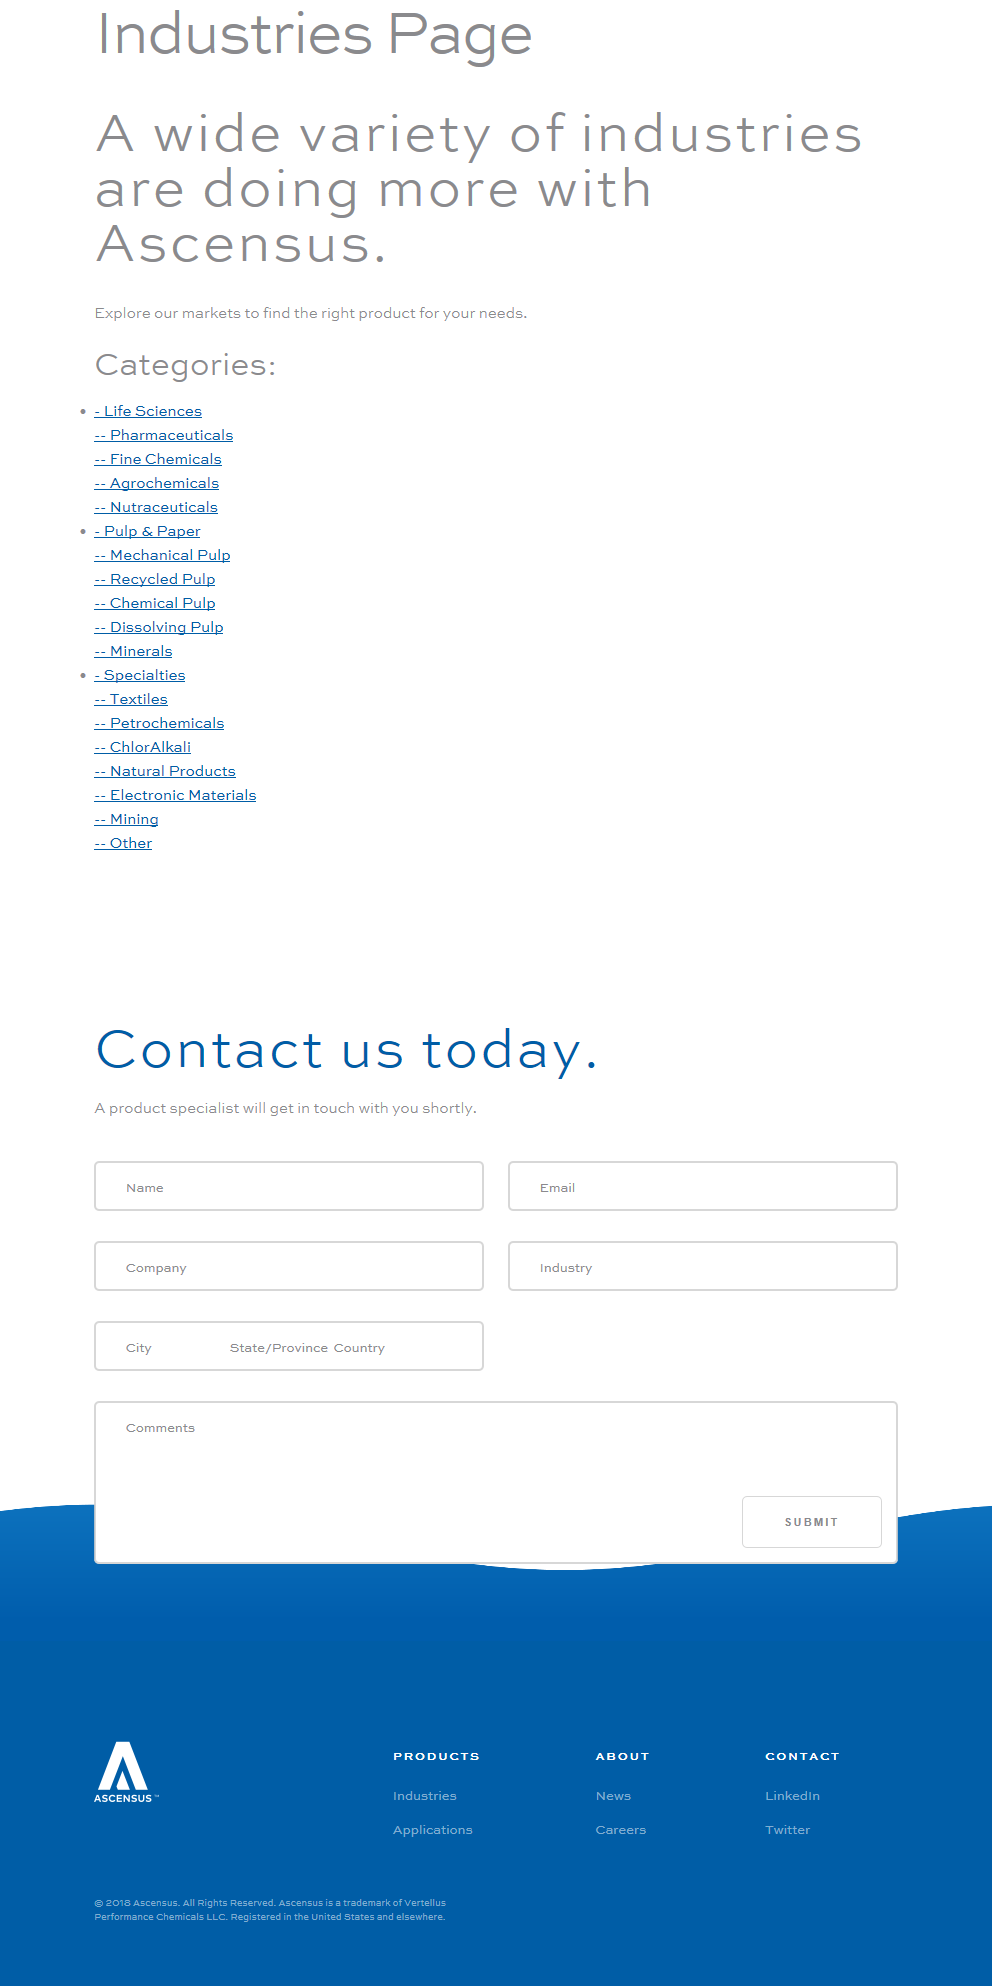 Industries Page
A wide variety of industries
are doing more with
Ascensus.
Explore our markets to find the right product for your needs.
Categories:
• - Life Sciences
-- Pharmaceuticals
-- Fine Chemicals
-- Agrochemicals
-- Nutraceuticals
• - Pulp & Paper
-- Mechanical Pulp
-- Recycled Pulp
-- Chemical Pulp
-- Dissolving Pulp
-- Minerals
• - Specialties
-- Textiles
-- Petrochemicals
-- ChlorAlkali
-- Natural Products
-- Electronic Materials
-- Mining
-- Other
Contact us today.
A product specialist will get in touch with you shortly.
Name Email
Company Industry
City State/Province Country
Comments
SUBMIT
ASCENSUS™
PRODUCTS ABOUT CONTACT
Industries News LinkedIn
Applications Careers Twitter
© 2018 Ascensus. All Rights Reserved. Ascensus is a trademark of Vertellus
Performance Chemicals LLC. Registered in the United States and elsewhere.